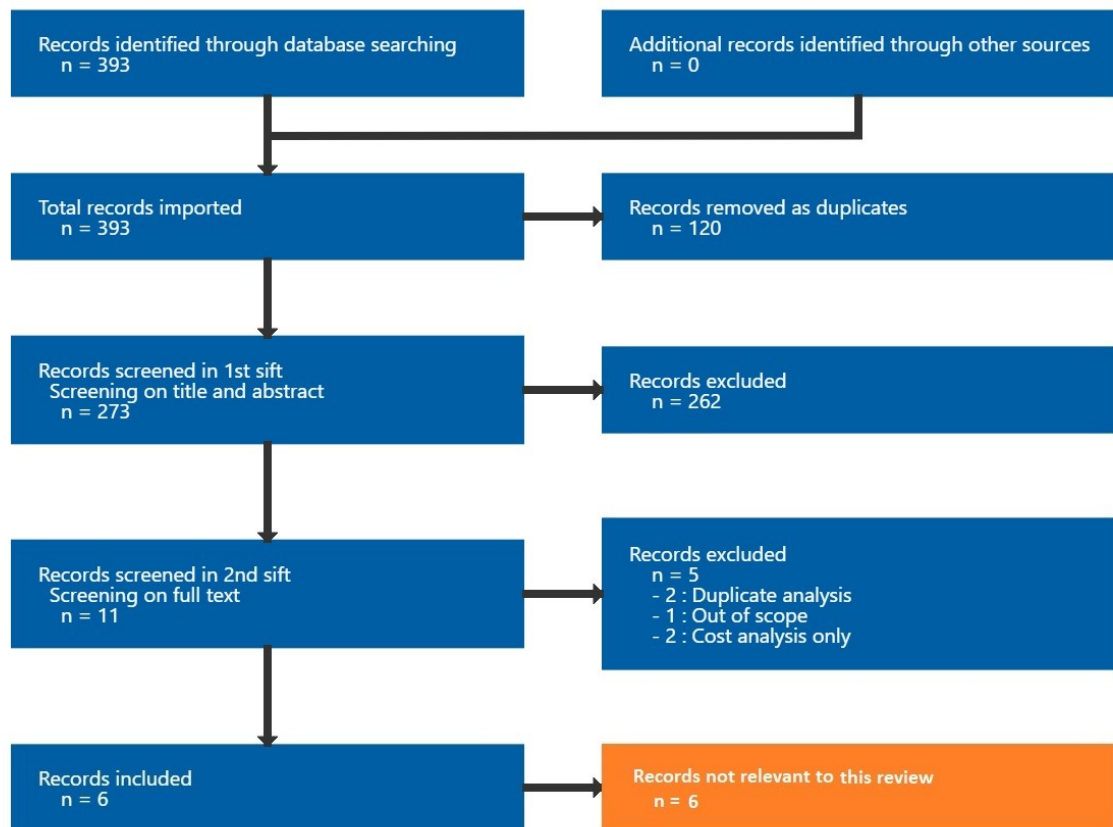 Records identified through database searching
n = 393
Additional records identified through other sources
n = 0
Total records imported
n = 393
Records removed as duplicates
n = 120
Records screened in 1st sift
Screening on title and abstract
n = 273
Records excluded
n = 262
Records screened in 2nd sift
Screening on full text
n = 11
Records excluded
n = 5
- 2 : Duplicate analysis
- 1 : Out of scope
- 2 : Cost analysis only
Records included
n = 6
Records not relevant to this review
n = 6